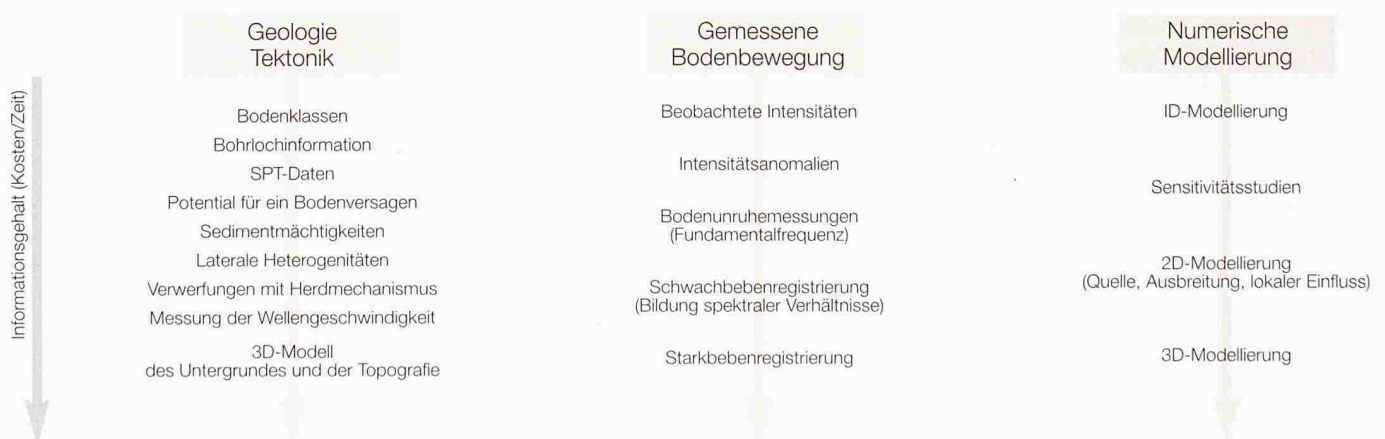 Informationsgehalt (Kosten/Zeit)
Geologie
Tektonik
Bodenklassen
Bohrlochinformation
SPT-Daten
Potential für ein Bodenversagen
Sedimentmächtigkeiten
Laterale Heterogenitäten
Verwerfungen mit Herdmechanismus
Messung der Wellengeschwindigkeit
3D-Modell
des Untergrundes und der Topografie
Gemessene
Bodenbewegung
Beobachtete Intensitäten
Intensitätsanomalien
Bodenunruhemessungen
(Fundamentalfrequenz)
Schwachbebenregistrierung
(Bildung spektraler Verhältnisse)
Starkbebenregistrierung
Numerische
Modellierung
ID-Modellierung
Sensitivitätsstudien
2D-Modellierung
(Quelle, Ausbreitung, lokaler Einfluss)
3D-Modellierung